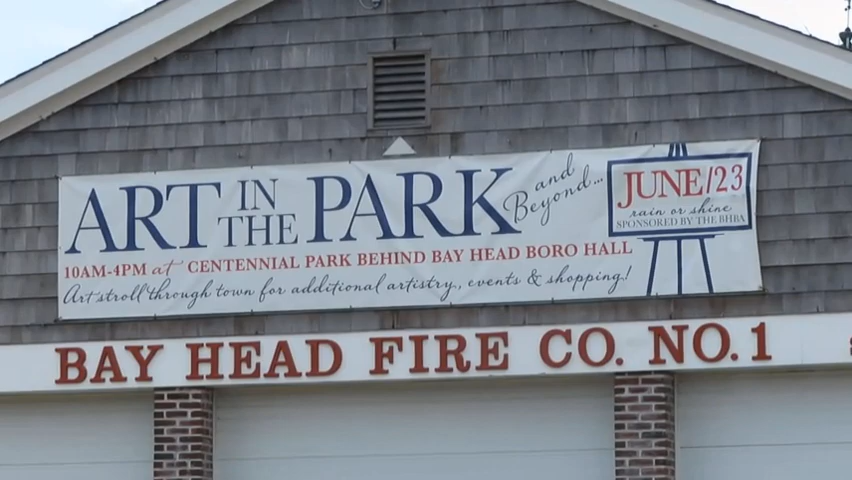 ART IN THE PARK and Beyond...
JUNE/23
rain or shine
SPONSORED BY THE BHBA
10AM-4PM at CENTENNIAL PARK BEHIND BAY HEAD BORO HALL
Art stroll through town for additional artistry, events & shopping!
BAY HEAD FIRE CO. NO. 1